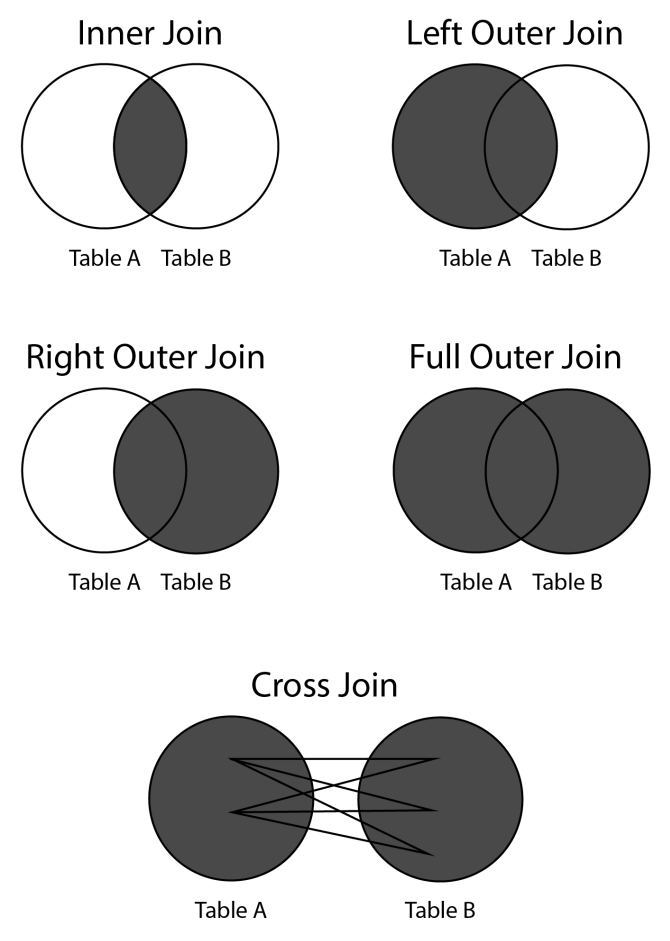 Inner Join
Left Outer Join
Table A Table B
Table A Table B
Right Outer Join
Full Outer Join
Table A Table B
Table A Table B
Cross Join
Table A
Table B